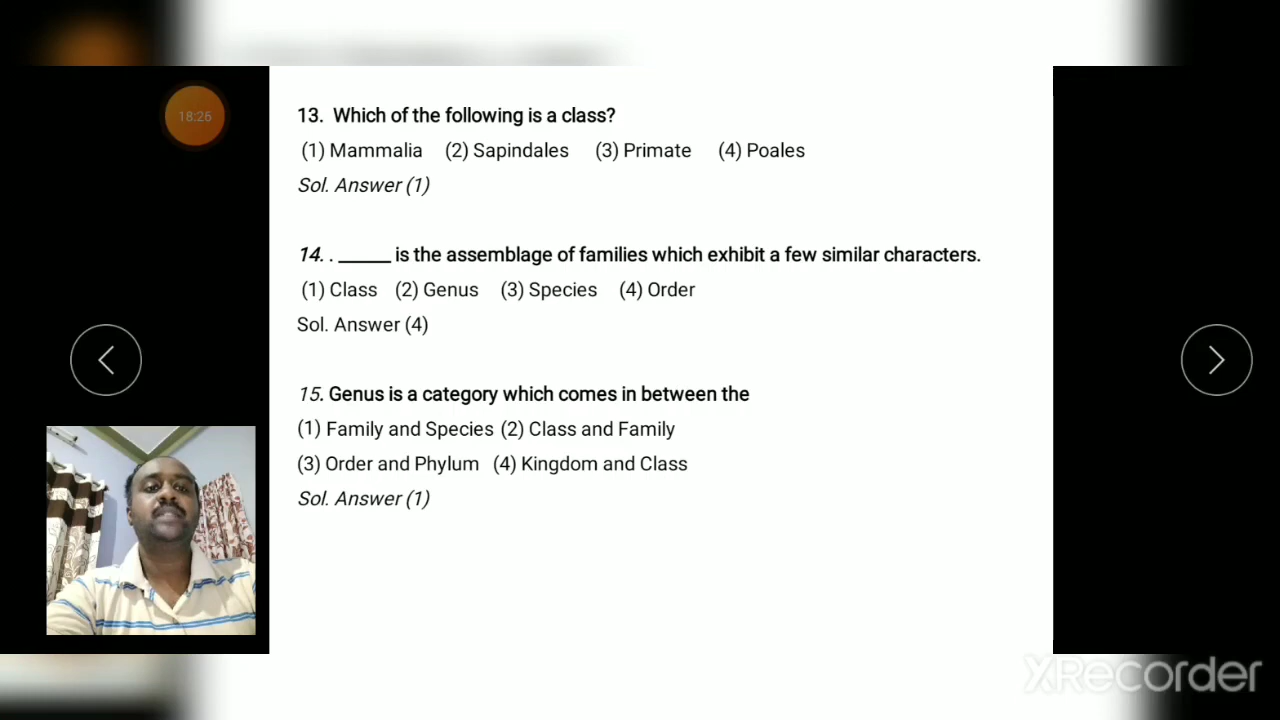 18:26
13. Which of the following is a class?
(1) Mammalia (2) Sapindales (3) Primate (4) Poales
Sol. Answer (1)
14. . _____ is the assemblage of families which exhibit a few similar characters.
(1) Class (2) Genus (3) Species (4) Order
Sol. Answer (4)
15. Genus is a category which comes in between the
(1) Family and Species (2) Class and Family
(3) Order and Phylum (4) Kingdom and Class
Sol. Answer (1)
XRecorder